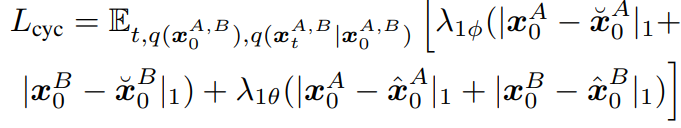 L_cyc = 𝔼_{t,q(x_0^{A,B}),q(x_t^{A,B}|x_0^{A,B})} [λ_{1ϕ}(|x_0^A − x̆_0^A|_1+
|x_0^B − x̆_0^B|_1) + λ_{1θ}(|x_0^A − x̂_0^A|_1 + |x_0^B − x̂_0^B|_1)]